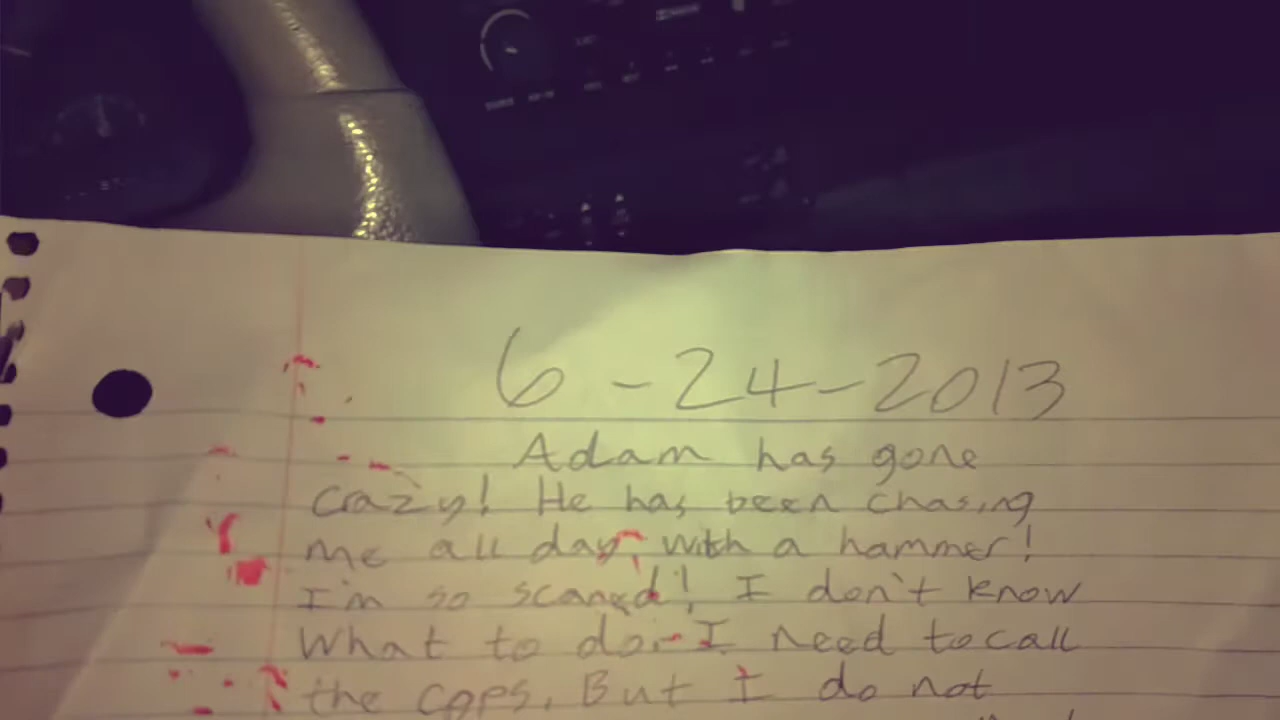 6-24-2013
Adam has gone
crazy! He has been chasing
me all day, with a hammer!
I'm so scared! I don't know
what to do. I need to call
the cops. But I do not